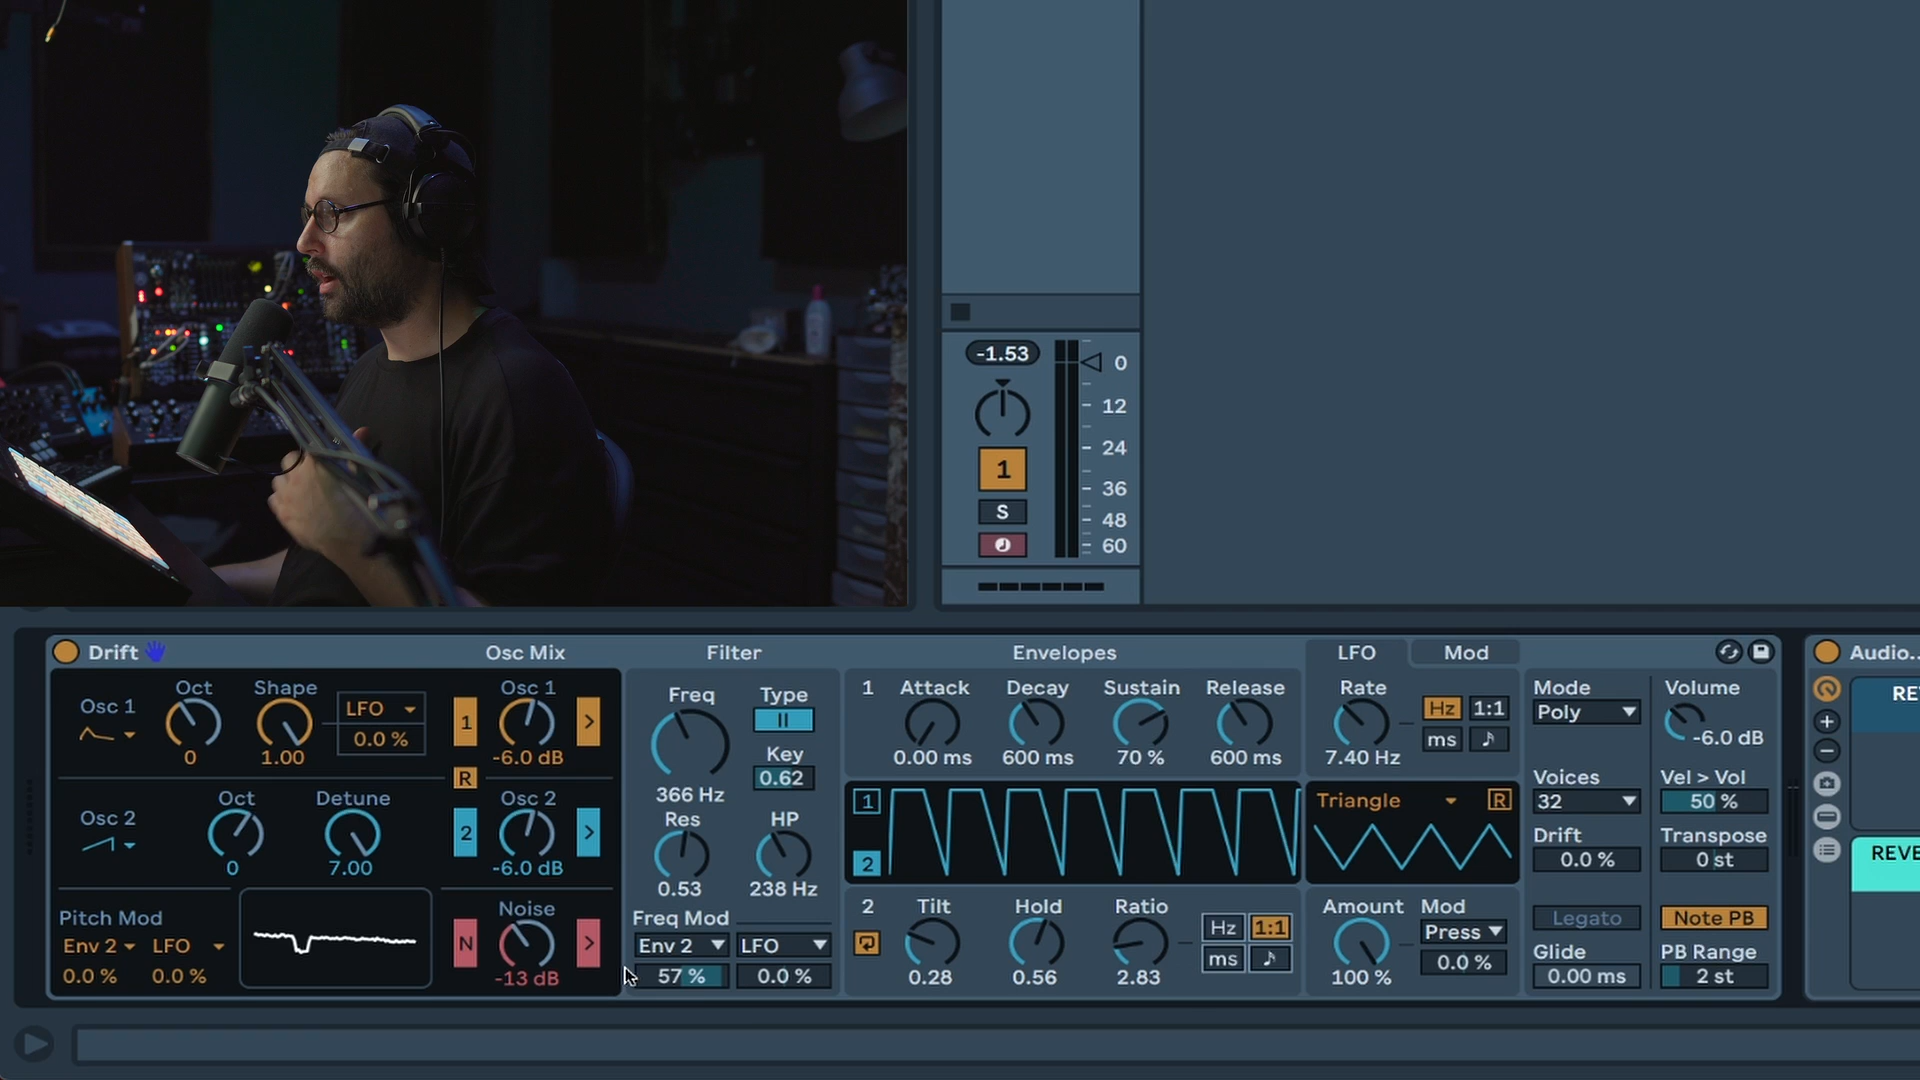 -1.53
0
12
24
36
48
60
1
S
Drift
Osc Mix
Filter
Envelopes
LFO
Mod
Audio..
Osc 1
Oct
0
Shape
1.00
LFO
0.0 %
1
Osc 1
-6.0 dB
R
Osc 2
Oct
0
Detune
7.00
2
Osc 2
-6.0 dB
Pitch Mod
Env 2
LFO
0.0 %
0.0 %
N
Noise
-13 dB
Freq
366 Hz
Type
II
Key
0.62
Res
0.53
HP
238 Hz
Freq Mod
Env 2
LFO
57 %
0.0 %
1
Attack
0.00 ms
Decay
600 ms
Sustain
70 %
Release
600 ms
1
2
2
Tilt
0.28
Hold
0.56
Ratio
2.83
Hz
1:1
ms
Rate
7.40 Hz
Hz
1:1
ms
Triangle
R
Amount
100 %
Mod
Press
0.0 %
Mode
Poly
Voices
32
Drift
0.0 %
Legato
Glide
0.00 ms
Volume
-6.0 dB
Vel > Vol
50 %
Transpose
0 st
Note PB
PB Range
2 st
RE
REVE